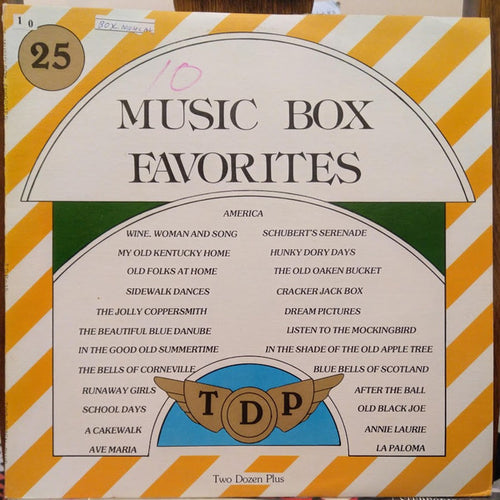 10
BOX MUSICAL
25
10
MUSIC BOX
FAVORITES
AMERICA
WINE, WOMAN AND SONG
SCHUBERT'S SERENADE
MY OLD KENTUCKY HOME
HUNKY DORY DAYS
OLD FOLKS AT HOME
THE OLD OAKEN BUCKET
SIDEWALK DANCES
CRACKER JACK BOX
THE JOLLY COPPERSMITH
DREAM PICTURES
THE BEAUTIFUL BLUE DANUBE
LISTEN TO THE MOCKINGBIRD
IN THE GOOD OLD SUMMERTIME
IN THE SHADE OF THE OLD APPLE TREE
THE BELLS OF CORNEVILLE
BLUE BELLS OF SCOTLAND
RUNAWAY GIRLS
AFTER THE BALL
SCHOOL DAYS
OLD BLACK JOE
A CAKEWALK
ANNIE LAURIE
AVE MARIA
LA PALOMA
TDP
Two Dozen Plus